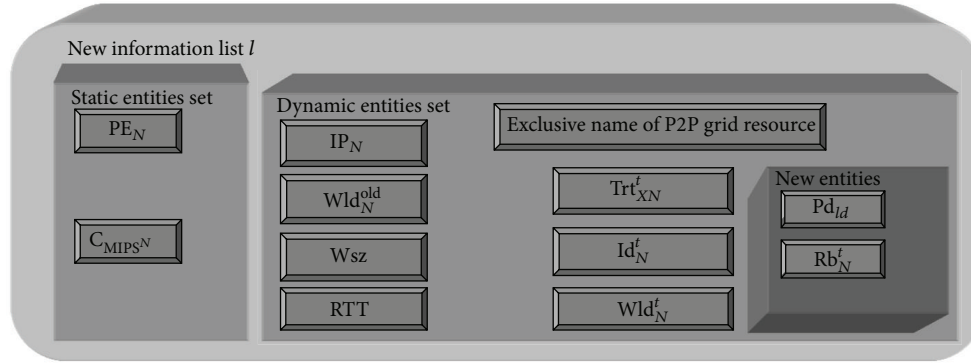 New information list l
Static entities set
PE_N
C_MIPS^N
Dynamic entities set
IP_N
Wld_N^old
Wsz
RTT
Exclusive name of P2P grid resource
Trt_XN^t
Id_N^t
Wld_N^t
New entities
Pd_ld
Rb_N^t